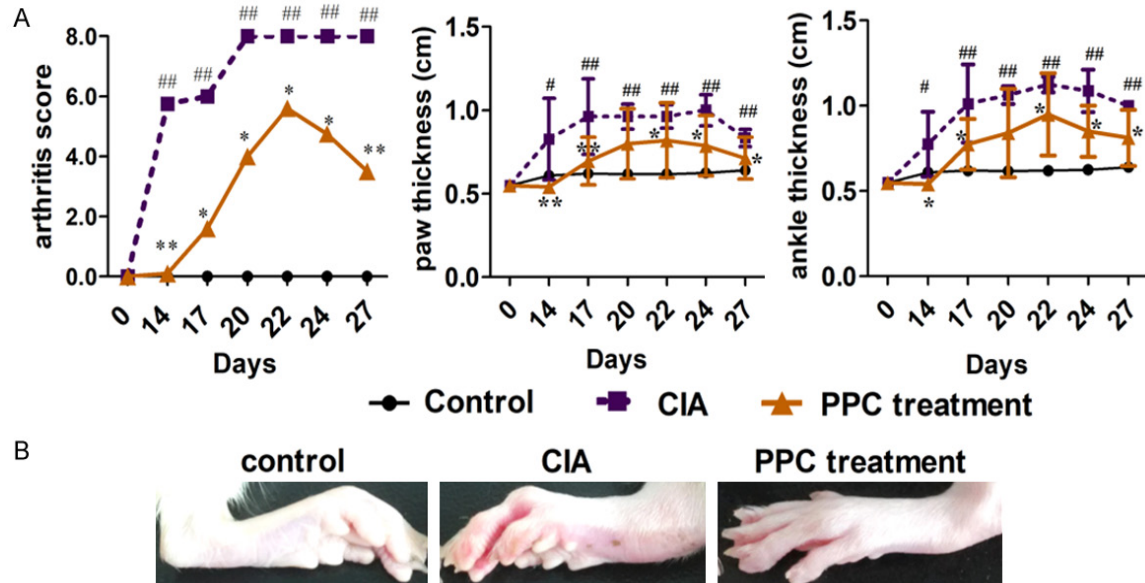 A
arthritis score
8.0
6.0
4.0
2.0
0.0
## ## ## ## ## ##
** * * * * **
0 14 17 20 22 24 27
Days
paw thickness (cm)
1.5
1.0
0.5
0.0
# ## ## ## ## ##
** ** * * *
0 14 17 20 22 24 27
Days
ankle thickness (cm)
1.5
1.0
0.5
0.0
# ## ## ## ## ##
* * * * *
0 14 17 20 22 24 27
Days
Control CIA PPC treatment
B
control CIA PPC treatment